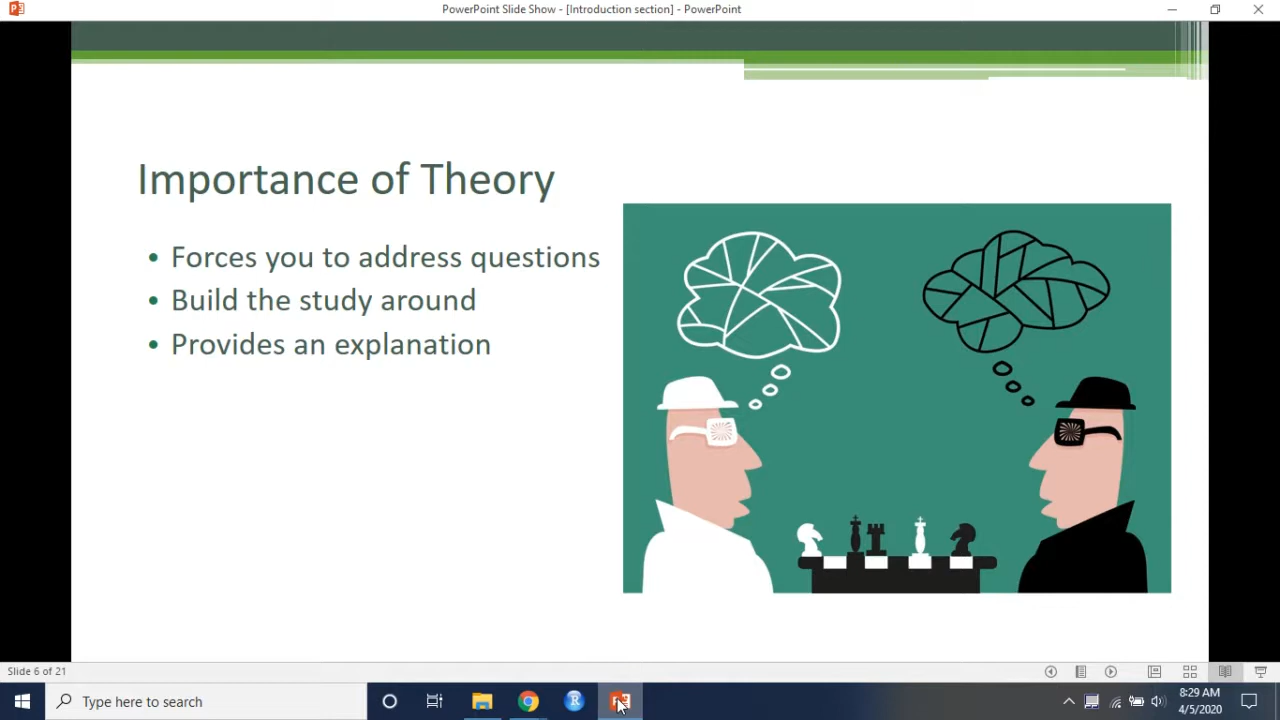 PowerPoint Slide Show - [Introduction section] - PowerPoint
Importance of Theory
• Forces you to address questions
• Build the study around
• Provides an explanation
Slide 6 of 21
Type here to search
8:29 AM
4/5/2020